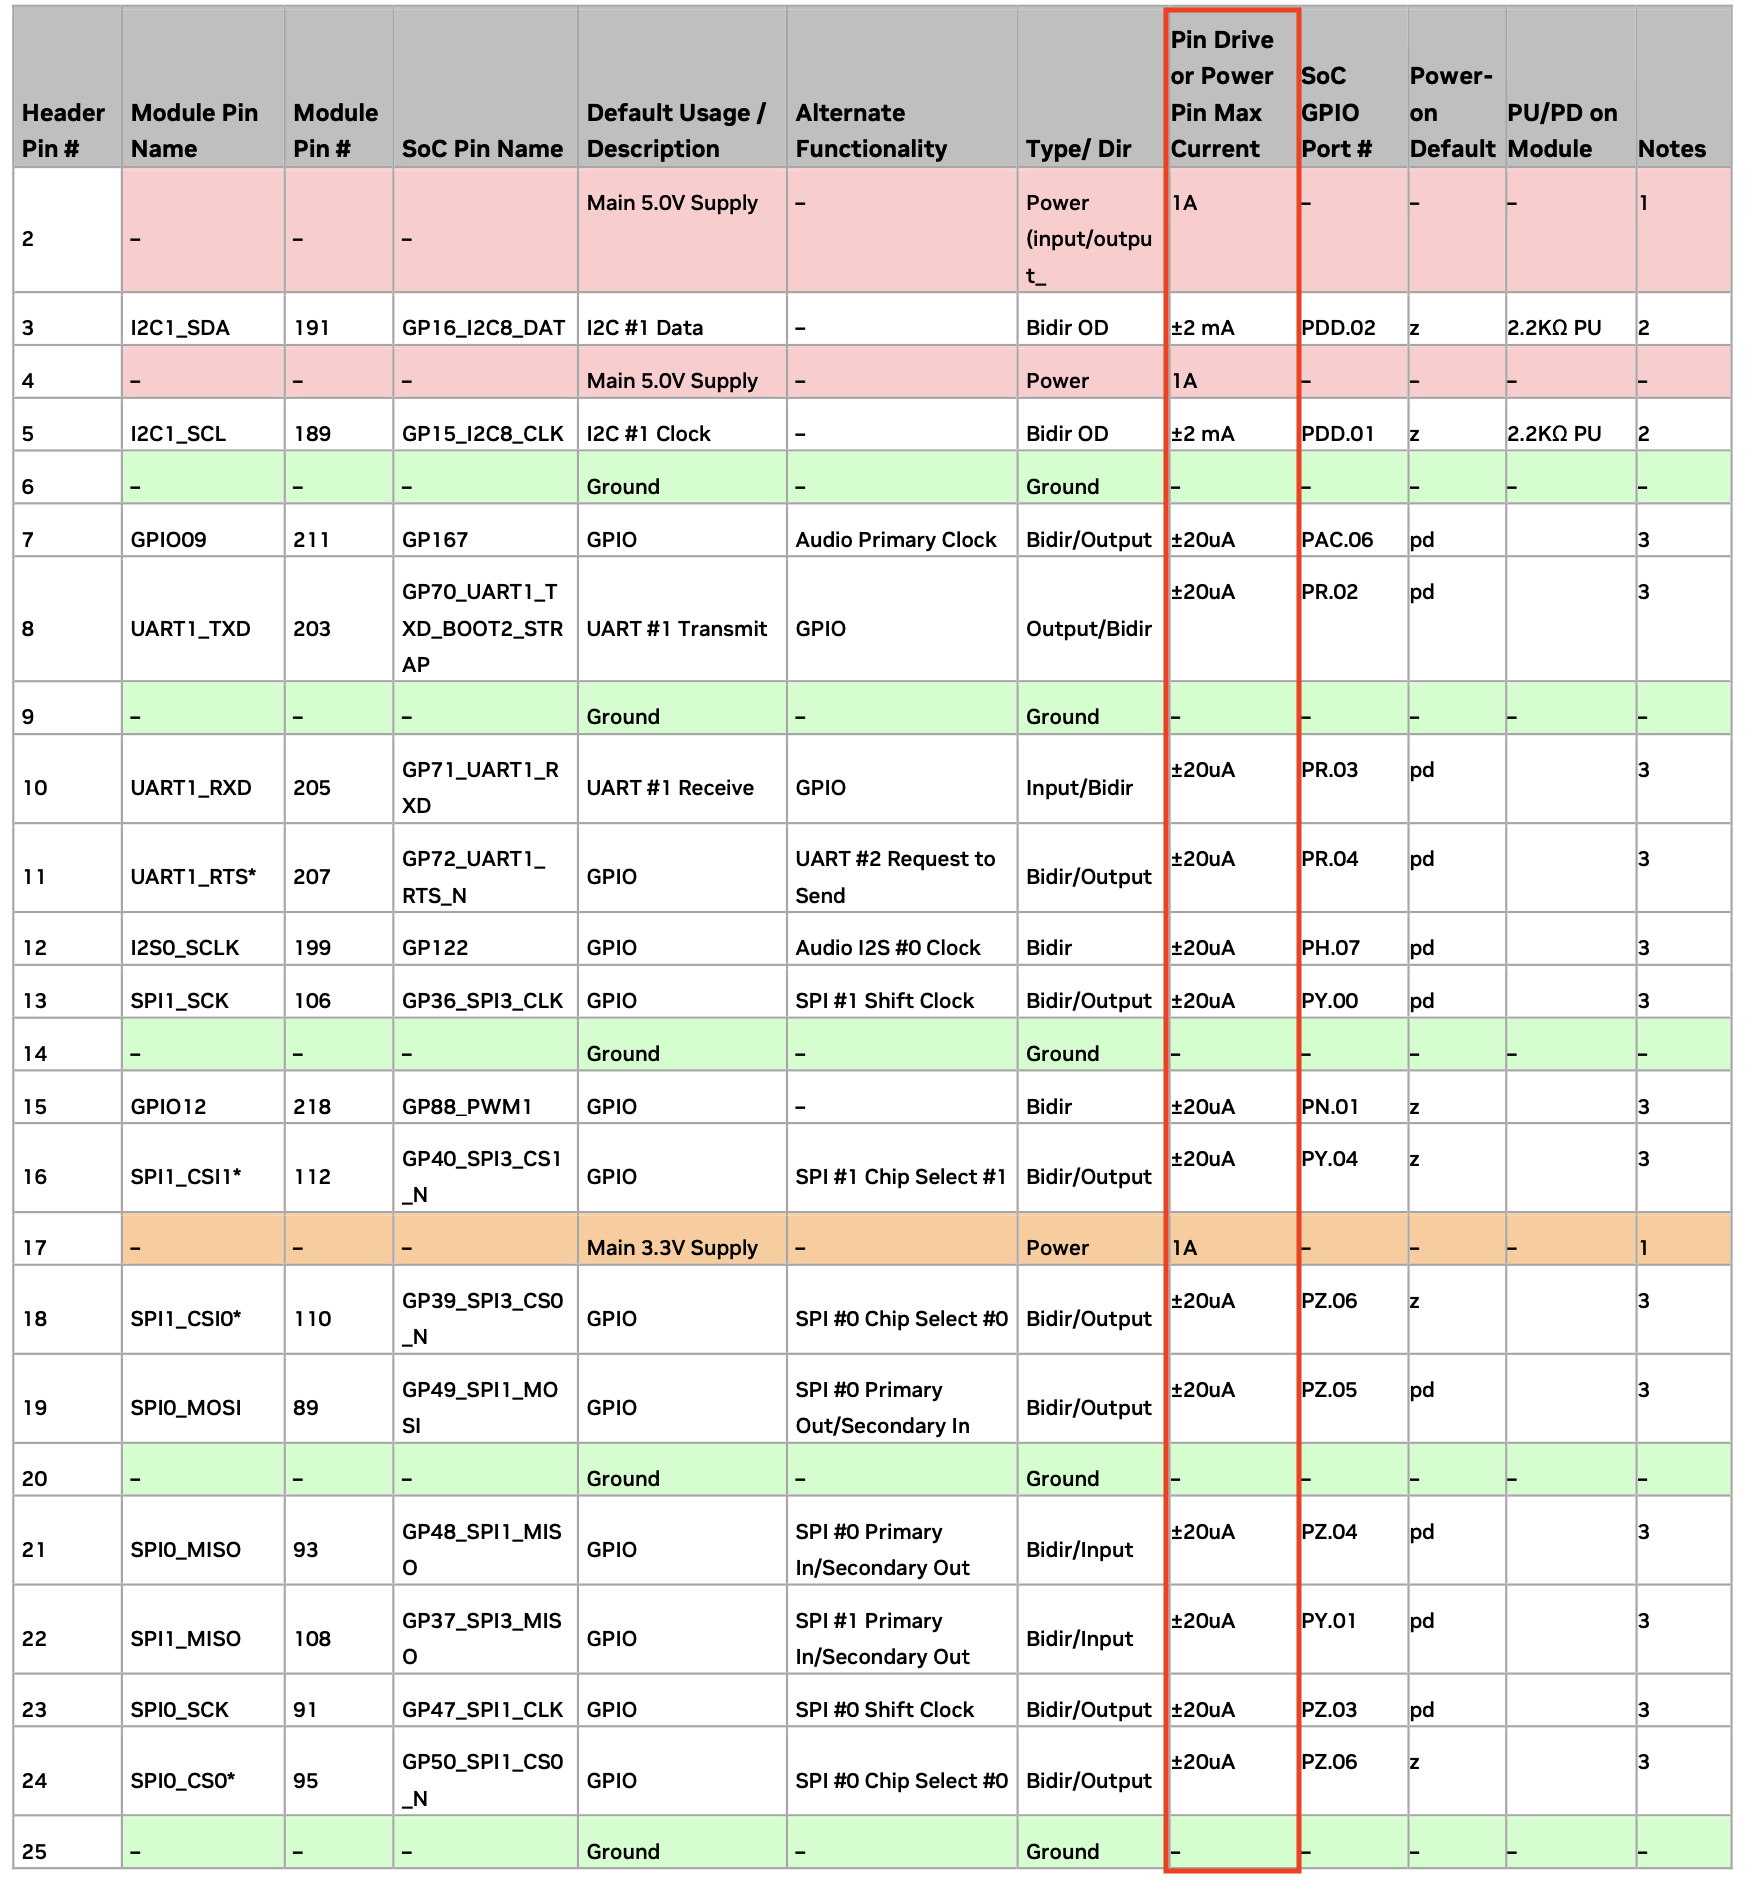 Header Pin # | Module Pin Name | Module Pin # | SoC Pin Name | Default Usage / Description | Alternate Functionality | Type/ Dir | Pin Drive or Power Pin Max Current | SoC GPIO Port # | Power-on Default | PU/PD on Module | Notes
2 | – | – | – | Main 5.0V Supply | – | Power (input/output_ | 1A | – | – | – | 1
3 | I2C1_SDA | 191 | GP16_I2C8_DAT | I2C #1 Data | – | Bidir OD | ±2 mA | PDD.02 | z | 2.2KΩ PU | 2
4 | – | – | – | Main 5.0V Supply | – | Power | 1A | – | – | – | –
5 | I2C1_SCL | 189 | GP15_I2C8_CLK | I2C #1 Clock | – | Bidir OD | ±2 mA | PDD.01 | z | 2.2KΩ PU | 2
6 | – | – | – | Ground | – | Ground | – | – | – | – | –
7 | GPIO09 | 211 | GP167 | GPIO | Audio Primary Clock | Bidir/Output | ±20uA | PAC.06 | pd | | 3
8 | UART1_TXD | 203 | GP70_UART1_TXD_BOOT2_STRAP | UART #1 Transmit | GPIO | Output/Bidir | ±20uA | PR.02 | pd | | 3
9 | – | – | – | Ground | – | Ground | – | – | – | – | –
10 | UART1_RXD | 205 | GP71_UART1_RXD | UART #1 Receive | GPIO | Input/Bidir | ±20uA | PR.03 | pd | | 3
11 | UART1_RTS* | 207 | GP72_UART1_RTS_N | GPIO | UART #2 Request to Send | Bidir/Output | ±20uA | PR.04 | pd | | 3
12 | I2S0_SCLK | 199 | GP122 | GPIO | Audio I2S #0 Clock | Bidir | ±20uA | PH.07 | pd | | 3
13 | SPI1_SCK | 106 | GP36_SPI3_CLK | GPIO | SPI #1 Shift Clock | Bidir/Output | ±20uA | PY.00 | pd | | 3
14 | – | – | – | Ground | – | Ground | – | – | – | – | –
15 | GPIO12 | 218 | GP88_PWM1 | GPIO | – | Bidir | ±20uA | PN.01 | z | | 3
16 | SPI1_CSI1* | 112 | GP40_SPI3_CS1_N | GPIO | SPI #1 Chip Select #1 | Bidir/Output | ±20uA | PY.04 | z | | 3
17 | – | – | – | Main 3.3V Supply | – | Power | 1A | – | – | – | 1
18 | SPI1_CSI0* | 110 | GP39_SPI3_CS0_N | GPIO | SPI #0 Chip Select #0 | Bidir/Output | ±20uA | PZ.06 | z | | 3
19 | SPI0_MOSI | 89 | GP49_SPI1_MOSI | GPIO | SPI #0 Primary Out/Secondary In | Bidir/Output | ±20uA | PZ.05 | pd | | 3
20 | – | – | – | Ground | – | Ground | – | – | – | – | –
21 | SPI0_MISO | 93 | GP48_SPI1_MISO | GPIO | SPI #0 Primary In/Secondary Out | Bidir/Input | ±20uA | PZ.04 | pd | | 3
22 | SPI1_MISO | 108 | GP37_SPI3_MISO | GPIO | SPI #1 Primary In/Secondary Out | Bidir/Input | ±20uA | PY.01 | pd | | 3
23 | SPI0_SCK | 91 | GP47_SPI1_CLK | GPIO | SPI #0 Shift Clock | Bidir/Output | ±20uA | PZ.03 | pd | | 3
24 | SPI0_CS0* | 95 | GP50_SPI1_CS0_N | GPIO | SPI #0 Chip Select #0 | Bidir/Output | ±20uA | PZ.06 | z | | 3
25 | – | – | – | Ground | – | Ground | – | – | – | – | –